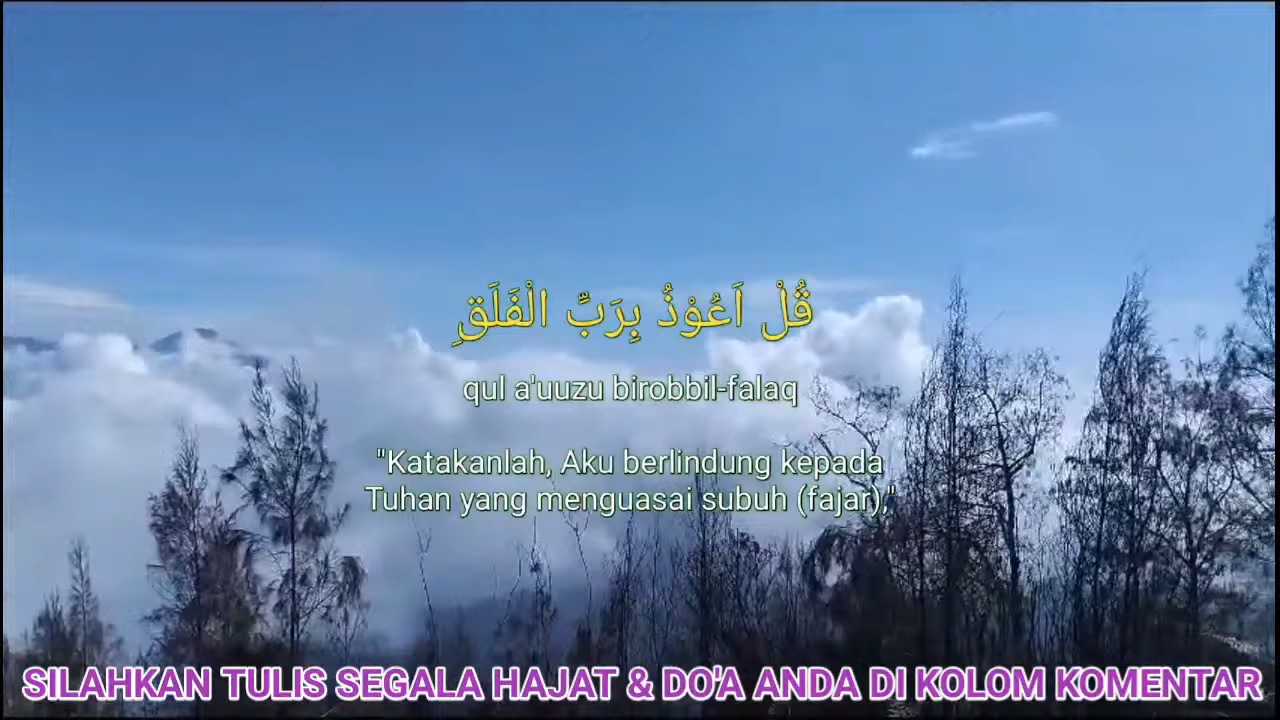 قُلْ اَعُوْذُ بِرَبِّ الْفَلَقِ
qul a'uuzu birobbil-falaq
"Katakanlah, Aku berlindung kepada
Tuhan yang menguasai subuh (fajar),"
SILAHKAN TULIS SEGALA HAJAT & DO'A ANDA DI KOLOM KOMENTAR